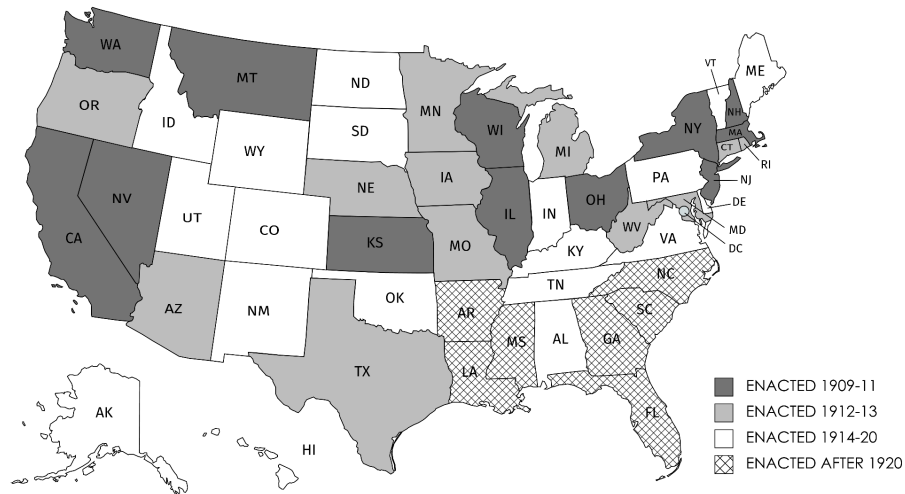 WA
MT
ND
MN
VT
ME
OR
ID
SD
WI
NY
NH
MA
WY
MI
CT
RI
NE
IA
PA
NJ
NV
UT
CO
IL
IN
OH
DE
CA
KS
MO
WV
MD
KY
VA
DC
AZ
NM
OK
TN
NC
AR
SC
MS
AL
GA
TX
LA
AK
FL
HI
ENACTED 1909-11
ENACTED 1912-13
ENACTED 1914-20
ENACTED AFTER 1920